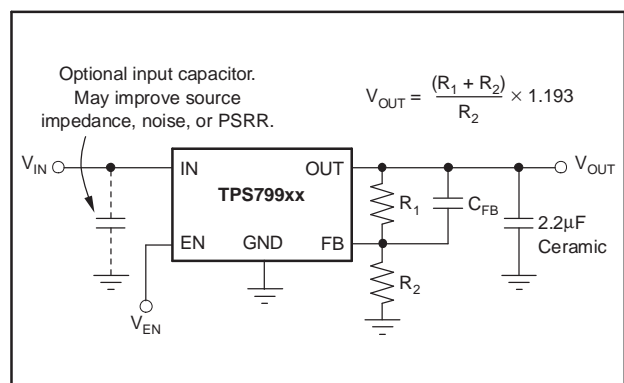 Optional input capacitor.
May improve source
impedance, noise, or PSRR.
V_OUT = (R_1 + R_2) / R_2 × 1.193
V_IN
IN
OUT
V_OUT
TPS799xx
R_1
C_FB
2.2μF
Ceramic
EN
GND
FB
R_2
V_EN